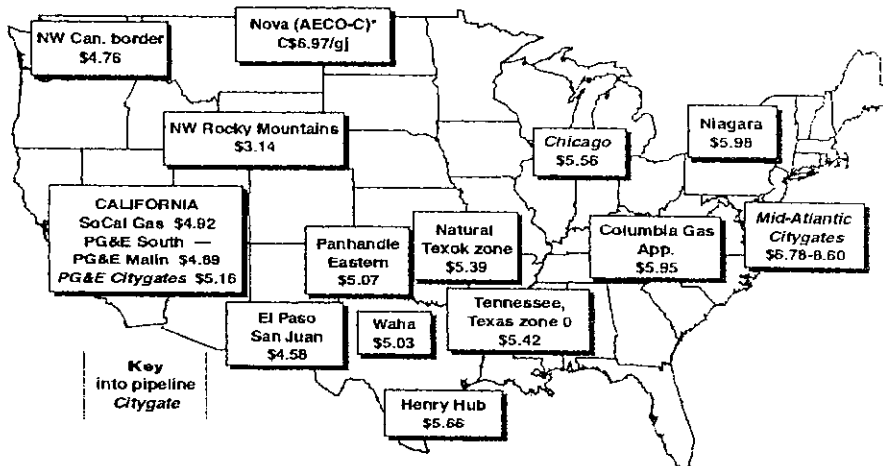 Nova (AECO-C)*
C$6.97/gj
NW Can. border
$4.76
NW Rocky Mountains
$3.14
Chicago
$5.56
Niagara
$5.98
CALIFORNIA
SoCal Gas $4.92
PG&E South —
PG&E Malin $4.89
PG&E Citygates $5.16
Panhandle
Eastern
$5.07
Natural
Texok zone
$5.39
Columbia Gas
App.
$5.95
Mid-Atlantic
Citygates
$6.78-8.60
El Paso
San Juan
$4.58
Waha
$5.03
Tennessee,
Texas zone 0
$5.42
Key
into pipeline
Citygate
Henry Hub
$5.66